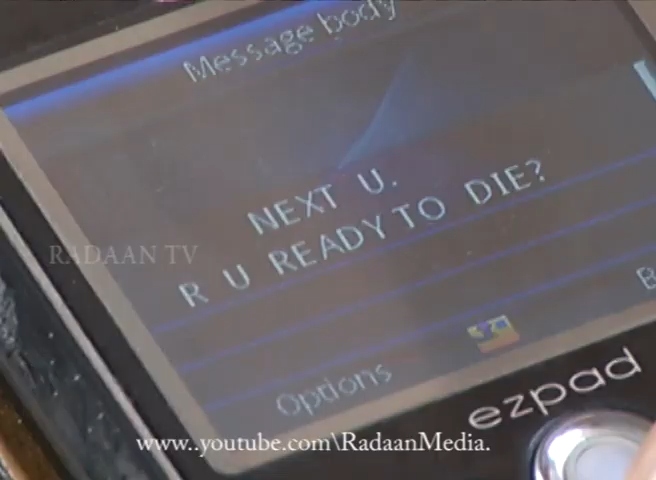 Message body
NEXT U.
R U READY TO DIE?
RADAAN TV
Options
ezpad
www..youtube.com\RadaanMedia.